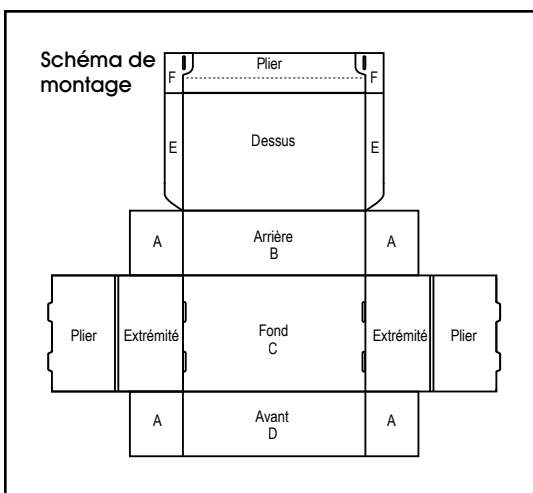 Schéma de
montage
F Plier F
E Dessus E
A Arrière A
B
Plier Extrémité Fond Extrémité Plier
C
A Avant A
D